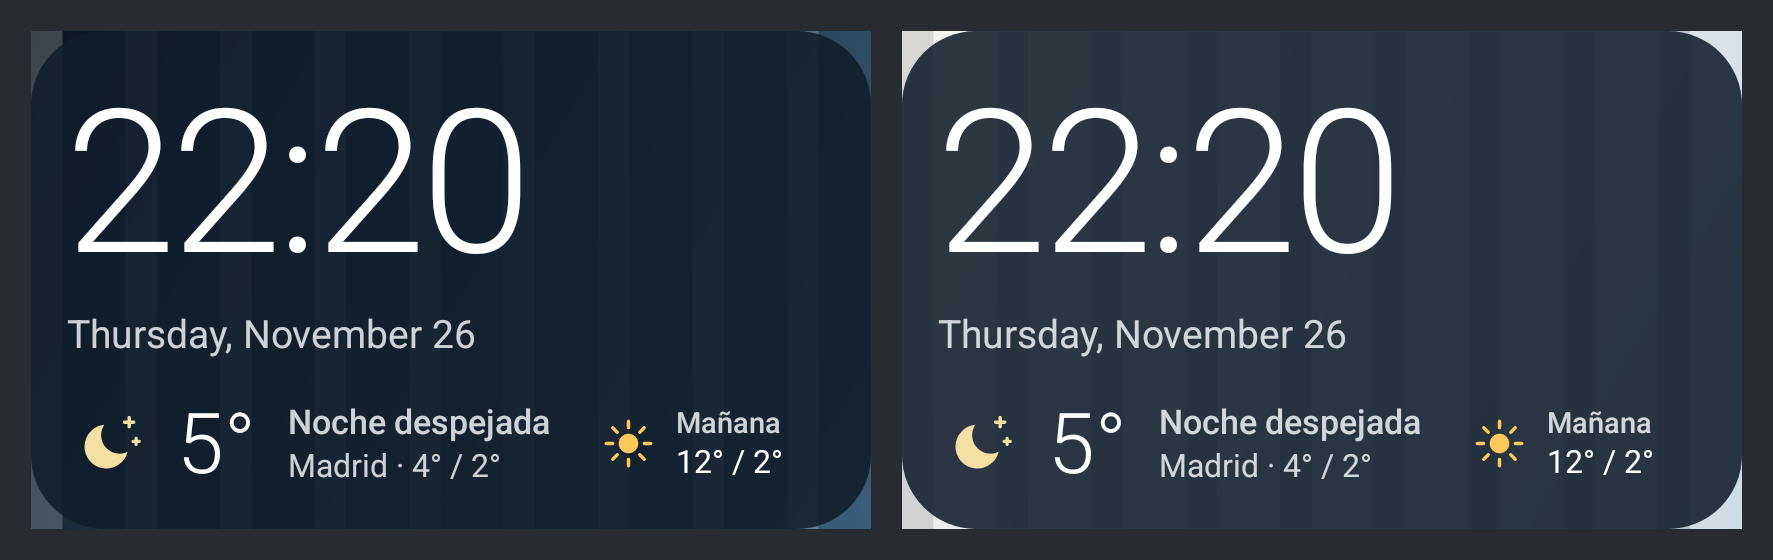 22:20
Thursday, November 26
5°
Noche despejada
Madrid · 4° / 2°
Mañana
12° / 2°
22:20
Thursday, November 26
5°
Noche despejada
Madrid · 4° / 2°
Mañana
12° / 2°